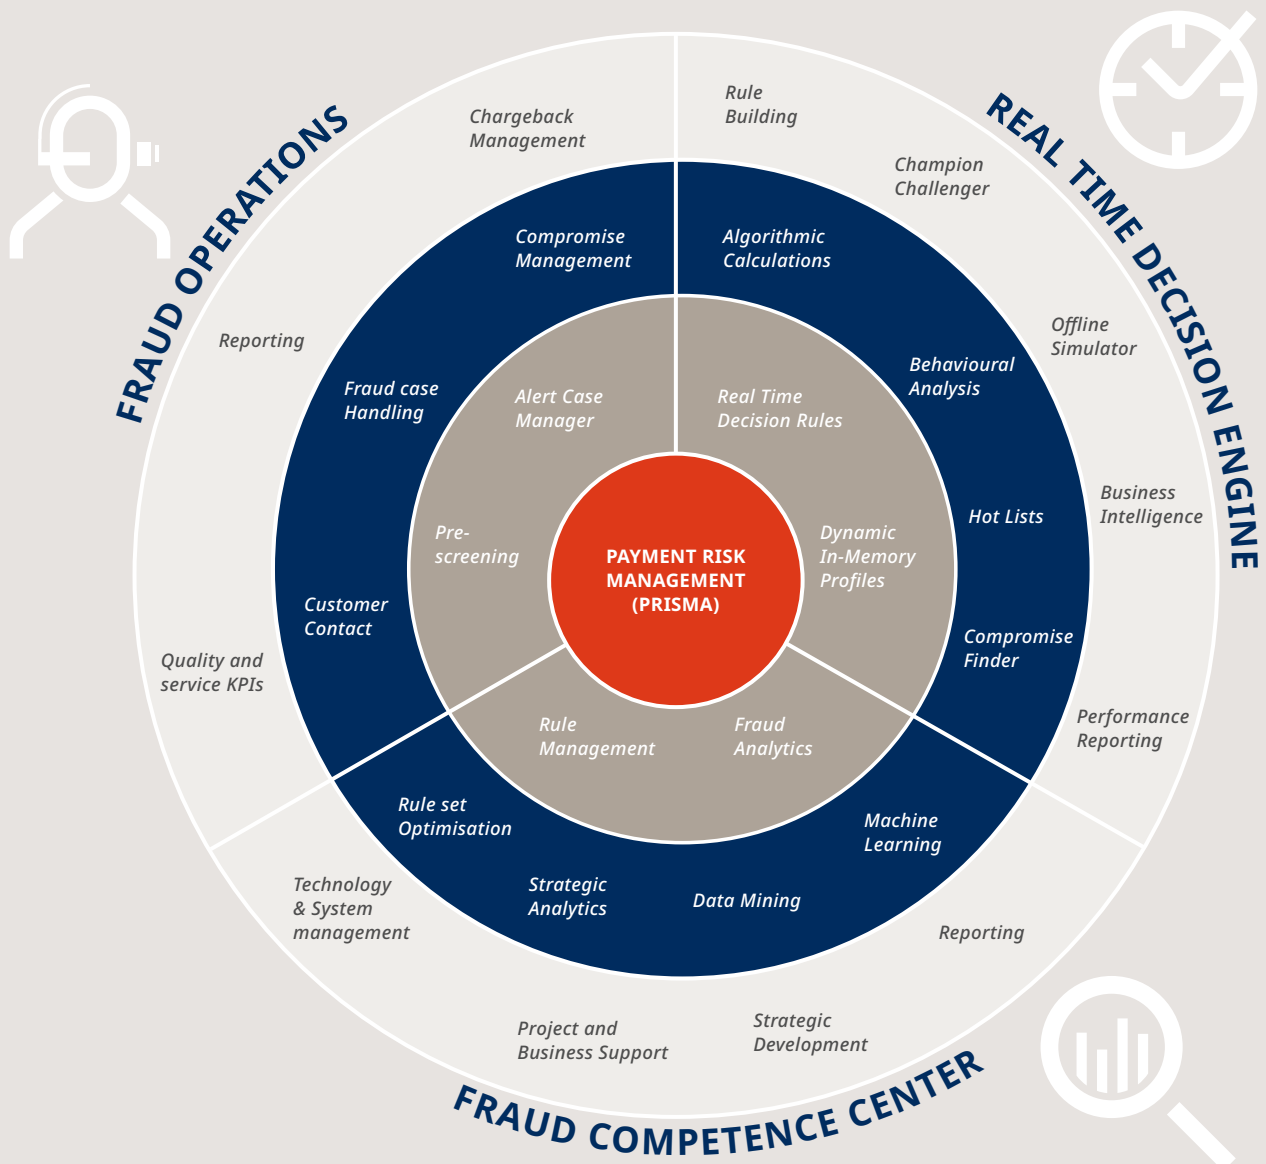 FRAUD OPERATIONS
REAL TIME DECISION ENGINE
FRAUD COMPETENCE CENTER
Chargeback
Management
Reporting
Quality and
service KPIs
Rule
Building
Champion
Challenger
Offline
Simulator
Business
Intelligence
Performance
Reporting
Technology
& System
management
Project and
Business Support
Strategic
Development
Reporting
Compromise
Management
Fraud case
Handling
Customer
Contact
Algorithmic
Calculations
Behavioural
Analysis
Hot Lists
Compromise
Finder
Rule set
Optimisation
Strategic
Analytics
Data Mining
Machine
Learning
Alert Case
Manager
Pre-
screening
Real Time
Decision Rules
Dynamic
In-Memory
Profiles
Rule
Management
Fraud
Analytics
PAYMENT RISK
MANAGEMENT
(PRISMA)